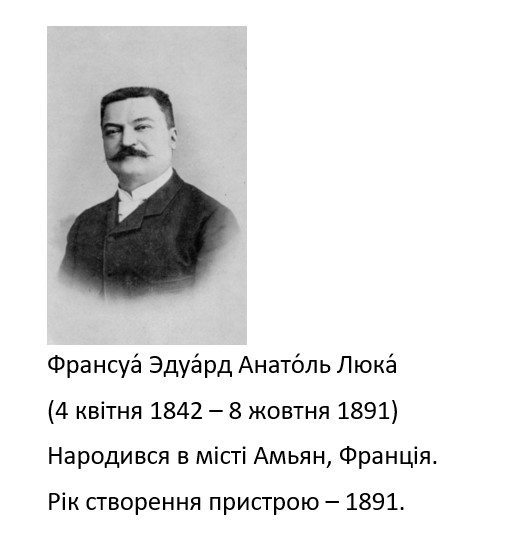 Франсуа́ Эдуа́рд Анато́ль Люка́
(4 квітня 1842 – 8 жовтня 1891)
Народився в місті Амьян, Франція.
Рік створення пристрою – 1891.